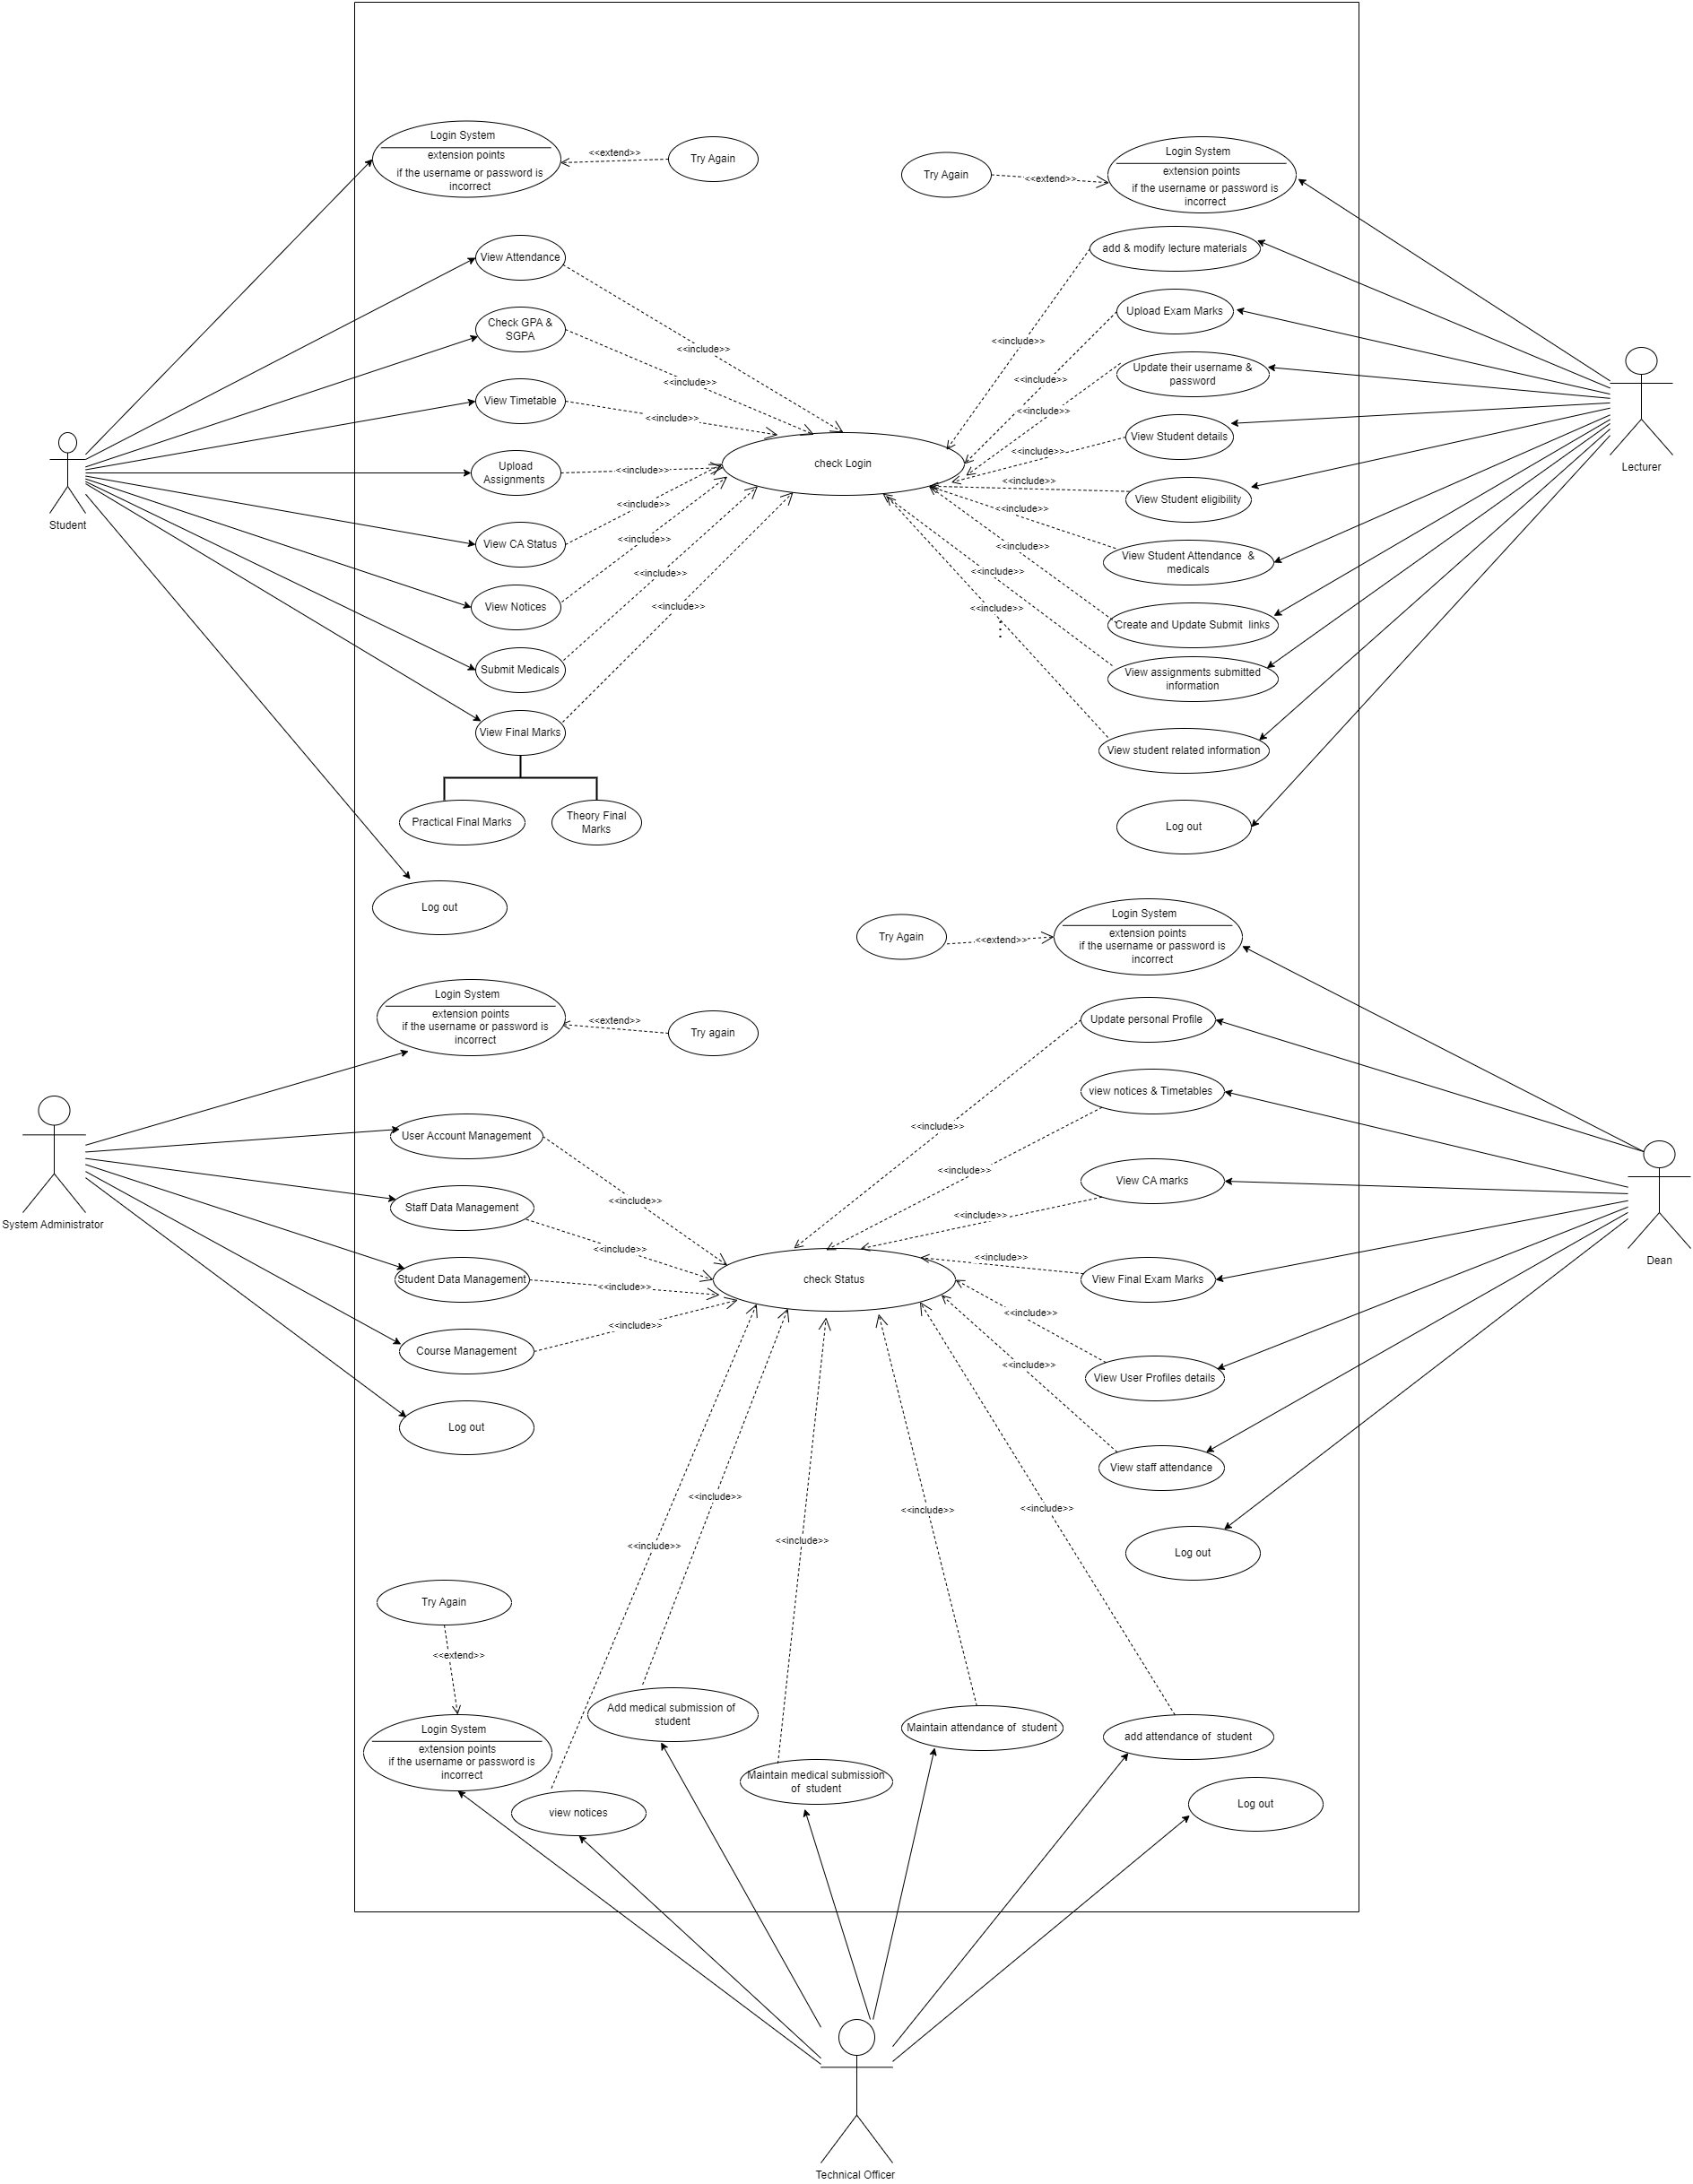 Login System
extension points
if the username or password is
incorrect
<<extend>>
Try Again
Try Again
<<extend>>
Login System
extension points
if the username or password is
incorrect
View Attendance
Check GPA &
SGPA
View Timetable
Upload
Assignments
View CA Status
View Notices
Submit Medicals
View Final Marks
Practical Final Marks
Theory Final
Marks
Log out
Student
<<include>>
<<include>>
<<include>>
<<include>>
<<include>>
<<include>>
<<include>>
<<include>>
check Login
<<include>>
<<include>>
<<include>>
<<include>>
<<include>>
<<include>>
<<include>>
<<include>>
<<include>>
:
:
add & modify lecture materials
Upload Exam Marks
Update their username &
password
View Student details
View Student eligibility
View Student Attendance  &
medicals
Create and Update Submit  links
View assignments submitted
information
View student related information
Log out
Lecturer
Try Again
<<extend>>
Login System
extension points
if the username or password is
incorrect
Login System
extension points
if the username or password is
incorrect
<<extend>>
Try again
User Account Management
Staff Data Management
Student Data Management
Course Management
Log out
System Administrator
<<include>>
<<include>>
<<include>>
<<include>>
check Status
<<include>>
<<include>>
<<include>>
<<include>>
<<include>>
<<include>>
Update personal Profile
view notices & Timetables
View CA marks
View Final Exam Marks
View User Profiles details
View staff attendance
Log out
Dean
<<include>>
<<include>>
<<include>>
<<include>>
<<include>>
Try Again
<<extend>>
Login System
extension points
if the username or password is
incorrect
view notices
Add medical submission of
student
Maintain medical submission
of  student
Maintain attendance of  student
add attendance of  student
Log out
Technical Officer